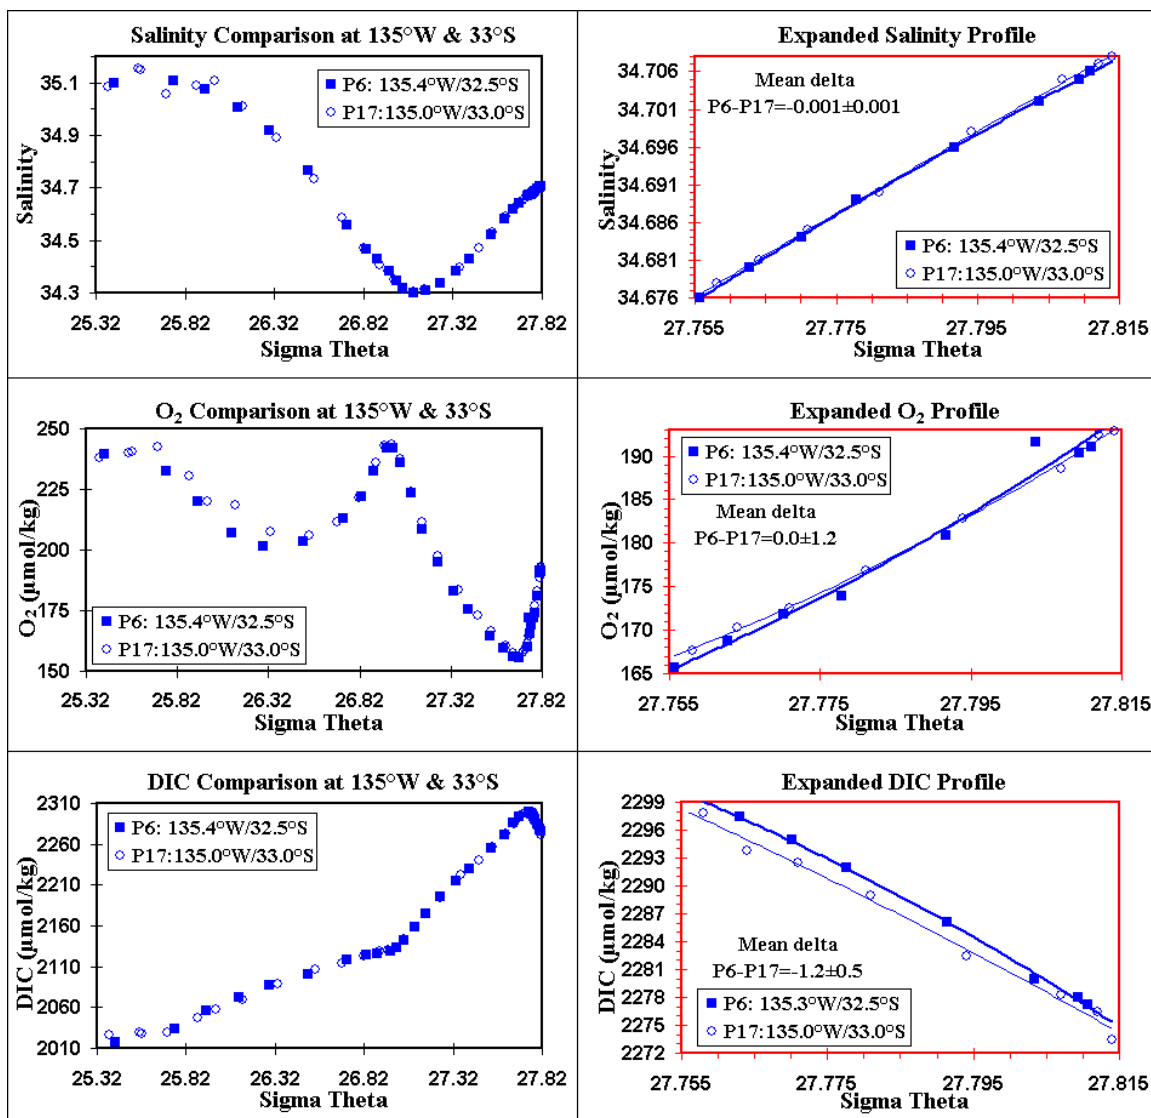 Salinity Comparison at 135°W & 33°S
35.1
34.9
34.7
34.5
34.3
Salinity
P6: 135.4°W/32.5°S
P17:135.0°W/33.0°S
25.32 25.82 26.32 26.82 27.32 27.82
Sigma Theta
Expanded Salinity Profile
34.706
34.701
34.696
34.691
34.686
34.681
34.676
Salinity
Mean delta
P6-P17=-0.001±0.001
P6: 135.4°W/32.5°S
P17:135.0°W/33.0°S
27.755 27.775 27.795 27.815
Sigma Theta
O₂ Comparison at 135°W & 33°S
250
225
200
175
150
O₂ (µmol/kg)
P6: 135.4°W/32.5°S
P17:135.0°W/33.0°S
25.32 25.82 26.32 26.82 27.32 27.82
Sigma Theta
Expanded O₂ Profile
190
185
180
175
170
165
O₂ (µmol/kg)
P6: 135.4°W/32.5°S
P17:135.0°W/33.0°S
Mean delta
P6-P17=0.0±1.2
27.755 27.775 27.795 27.815
Sigma Theta
DIC Comparison at 135°W & 33°S
2310
2260
2210
2160
2110
2060
2010
DIC (µmol/kg)
P6: 135.4°W/32.5°S
P17:135.0°W/33.0°S
25.32 25.82 26.32 26.82 27.32 27.82
Sigma Theta
Expanded DIC Profile
2299
2296
2293
2290
2287
2284
2281
2278
2275
2272
DIC (µmol/kg)
Mean delta
P6-P17=-1.2±0.5
P6: 135.3°W/32.5°S
P17:135.0°W/33.0°S
27.755 27.775 27.795 27.815
Sigma Theta